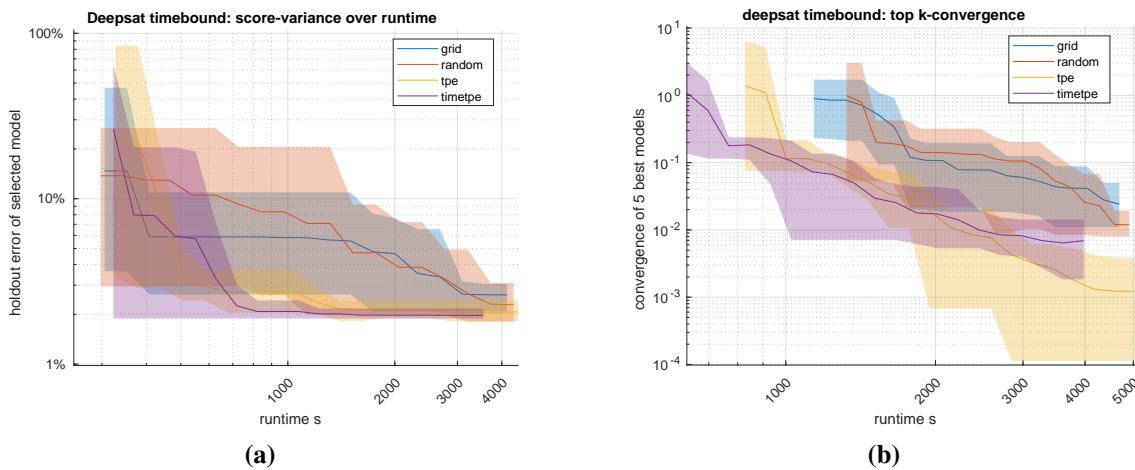 Deepsat timebound: score-variance over runtime
100%
10%
1%
holdout error of selected model
grid
random
tpe
timetpe
1000
2000
3000
4000
runtime s
(a)
deepsat timebound: top k-convergence
10^1
10^0
10^-1
10^-2
10^-3
10^-4
convergence of 5 best models
grid
random
tpe
timetpe
1000
2000
3000
4000
5000
runtime s
(b)